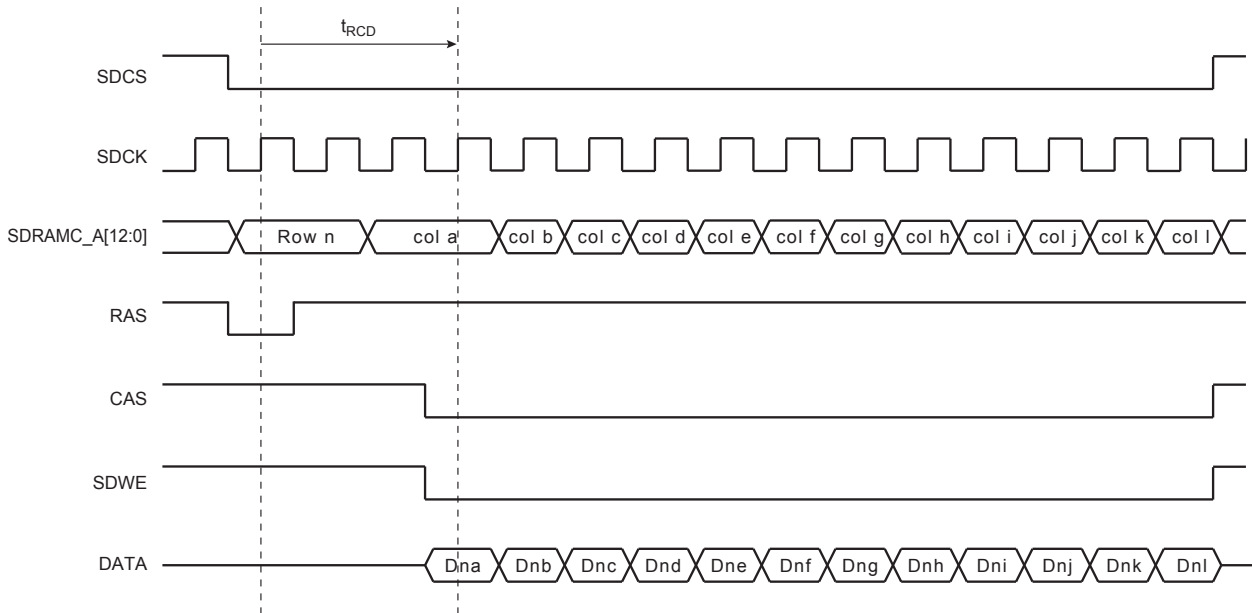 tRCD
SDCS
SDCK
SDRAMC_A[12:0] Row n col a col b col c col d col e col f col g col h col i col j col k col l
RAS
CAS
SDWE
DATA Dna Dnb Dnc Dnd Dne Dnf Dng Dnh Dni Dnj Dnk Dnl